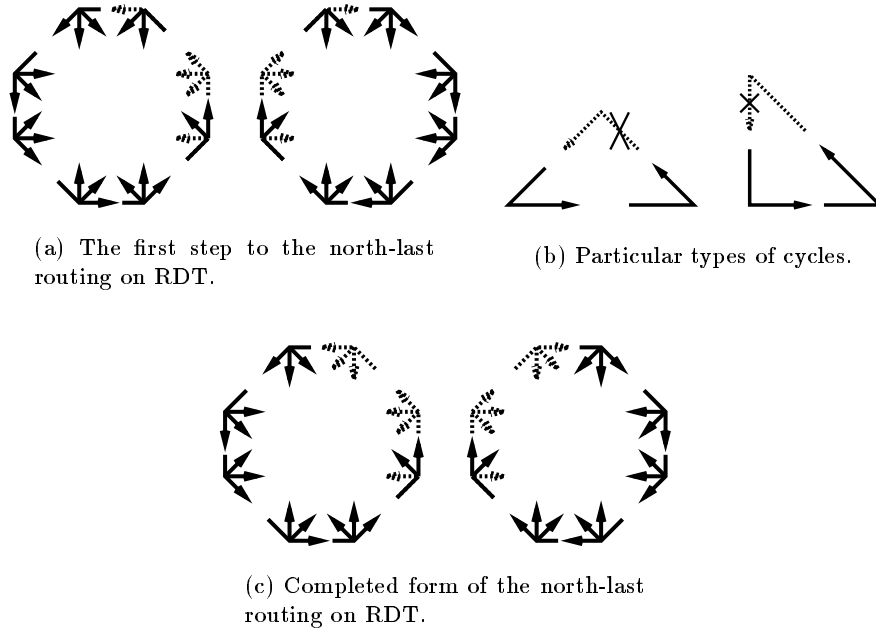 (a) The first step to the north-last
routing on RDT.
(b) Particular types of cycles.
(c) Completed form of the north-last
routing on RDT.